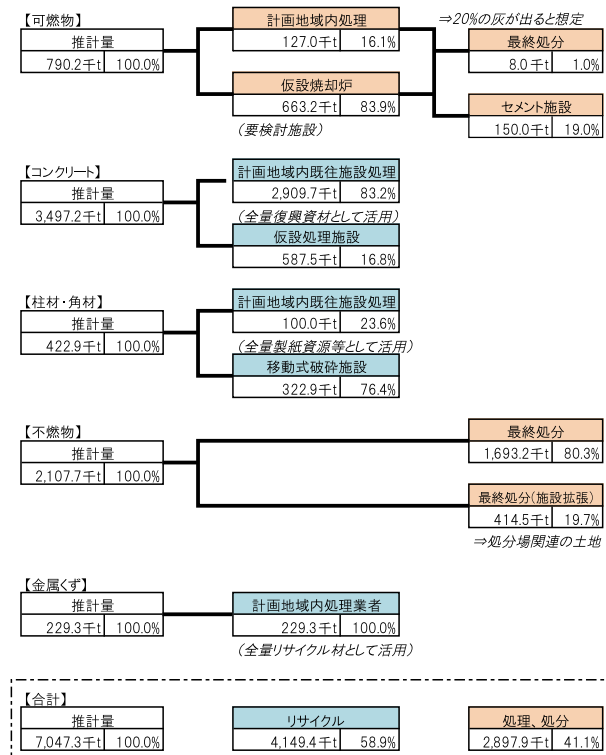 【可燃物】
推計量
790.2千t 100.0%
計画地域内処理
127.0千t 16.1%
仮設焼却炉
663.2千t 83.9%
(要検討施設)
⇒20%の灰が出ると想定
最終処分
8.0千t 1.0%
セメント施設
150.0千t 19.0%
【コンクリート】
推計量
3,497.2千t 100.0%
計画地域内既往施設処理
2,909.7千t 83.2%
(全量復興資材として活用)
仮設処理施設
587.5千t 16.8%
【柱材・角材】
推計量
422.9千t 100.0%
計画地域内既往施設処理
100.0千t 23.6%
(全量製紙資源等として活用)
移動式破砕施設
322.9千t 76.4%
【不燃物】
推計量
2,107.7千t 100.0%
最終処分
1,693.2千t 80.3%
最終処分(施設拡張)
414.5千t 19.7%
⇒処分場関連の土地
【金属くず】
推計量
229.3千t 100.0%
計画地域内処理業者
229.3千t 100.0%
(全量リサイクル材として活用)
【合計】
推計量
7,047.3千t 100.0%
リサイクル
4,149.4千t 58.9%
処理、処分
2,897.9千t 41.1%